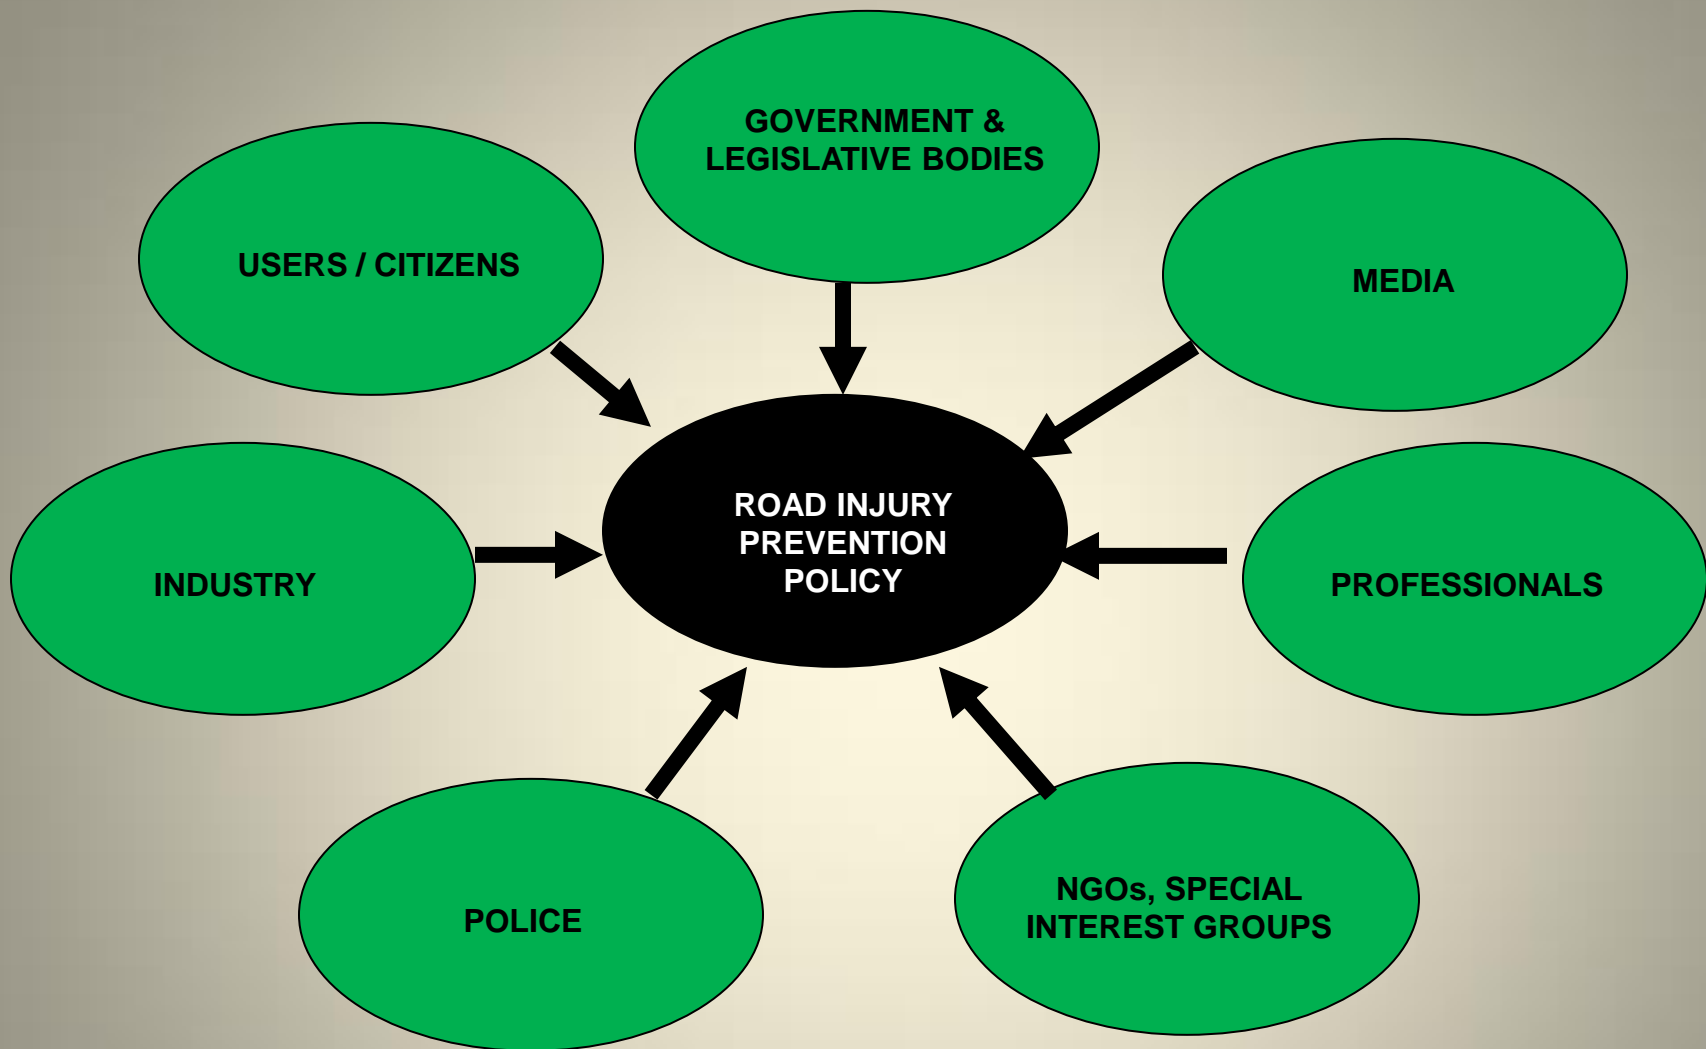 GOVERNMENT &
LEGISLATIVE BODIES
USERS / CITIZENS
MEDIA
ROAD INJURY
PREVENTION
POLICY
INDUSTRY
PROFESSIONALS
POLICE
NGOs, SPECIAL
INTEREST GROUPS